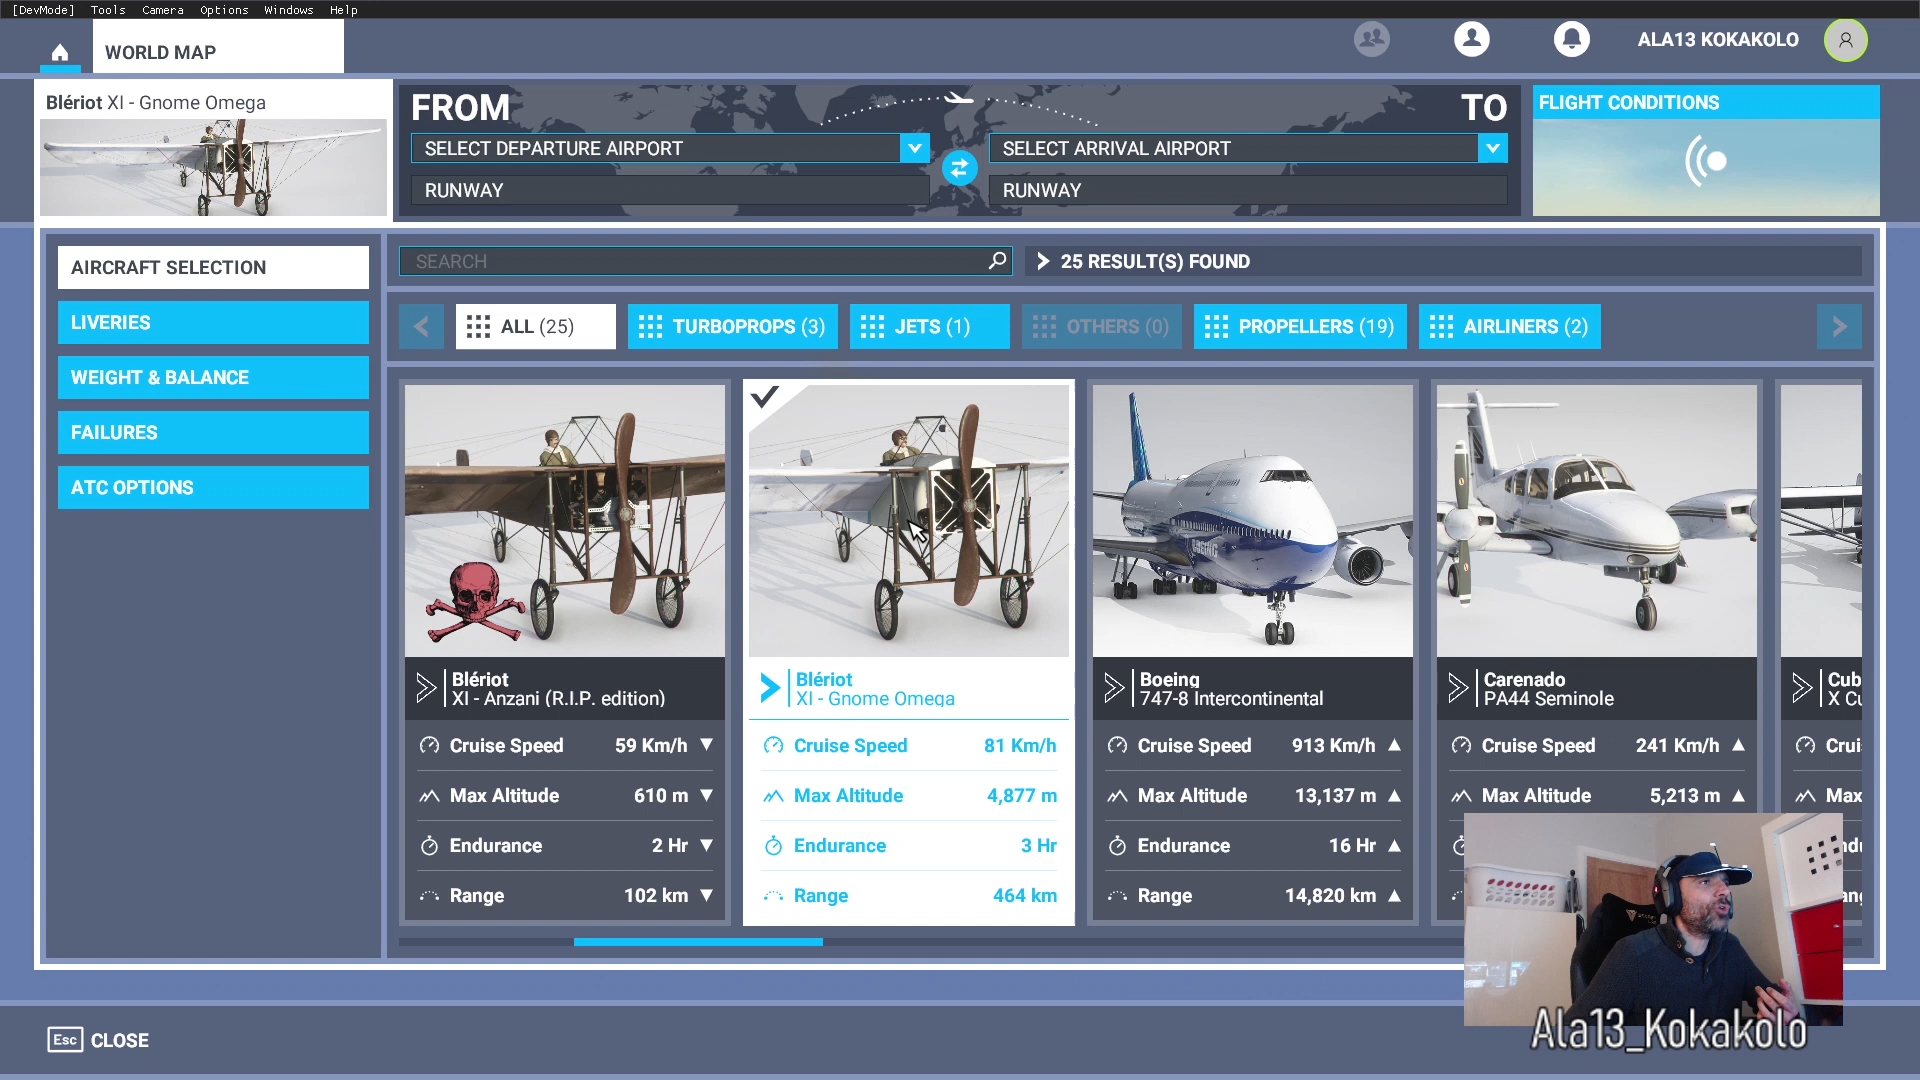 [DevMode] Tools Camera Options Windows Help
WORLD MAP
ALA13 KOKAKOLO
Blériot XI - Gnome Omega
FROM
TO
SELECT DEPARTURE AIRPORT
SELECT ARRIVAL AIRPORT
RUNWAY
RUNWAY
FLIGHT CONDITIONS
AIRCRAFT SELECTION
LIVERIES
WEIGHT & BALANCE
FAILURES
ATC OPTIONS
SEARCH
25 RESULT(S) FOUND
ALL (25)
TURBOPROPS (3)
JETS (1)
OTHERS (0)
PROPELLERS (19)
AIRLINERS (2)
Blériot
XI - Anzani (R.I.P. edition)
Cruise Speed 59 Km/h
Max Altitude 610 m
Endurance 2 Hr
Range 102 km
Blériot
XI - Gnome Omega
Cruise Speed 81 Km/h
Max Altitude 4,877 m
Endurance 3 Hr
Range 464 km
BOEING
Boeing
747-8 Intercontinental
Cruise Speed 913 Km/h
Max Altitude 13,137 m
Endurance 16 Hr
Range 14,820 km
Carenado
PA44 Seminole
Cruise Speed 241 Km/h
Max Altitude 5,213 m
Cub
X Cu
Crui
Max
Esc CLOSE
Ala13_Kokakolo